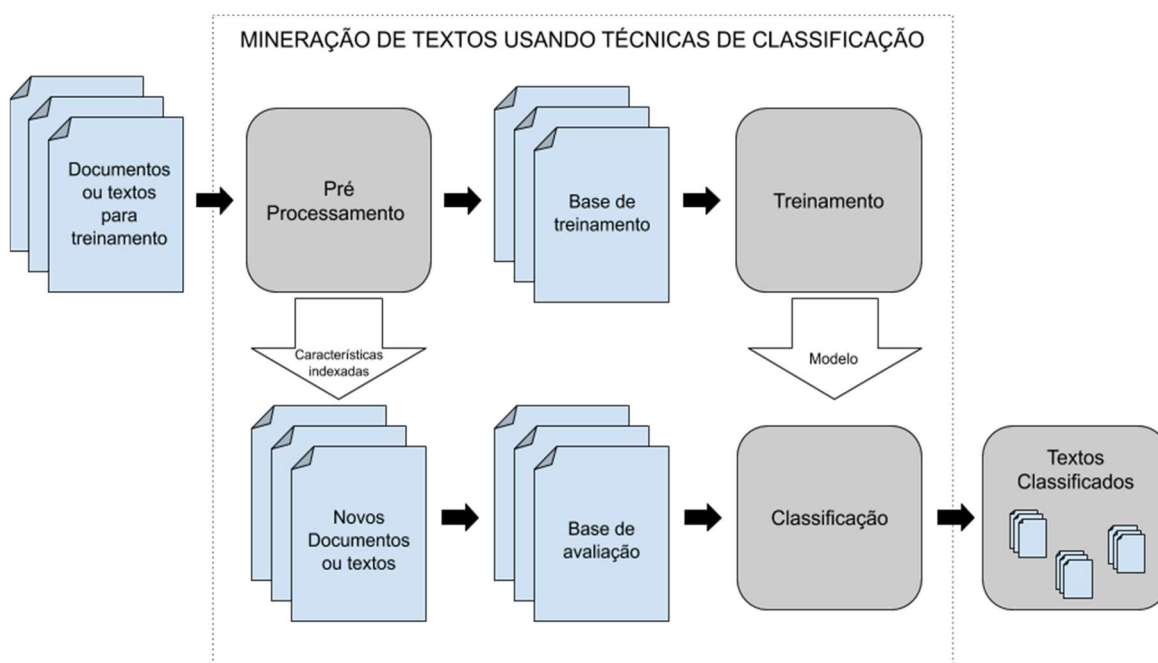 MINERAÇÃO DE TEXTOS USANDO TÉCNICAS DE CLASSIFICAÇÃO
Documentos
ou textos
para
treinamento
Pré
Processamento
Base de
treinamento
Treinamento
Características
indexadas
Modelo
Novos
Documentos
ou textos
Base de
avaliação
Classificação
Textos
Classificados